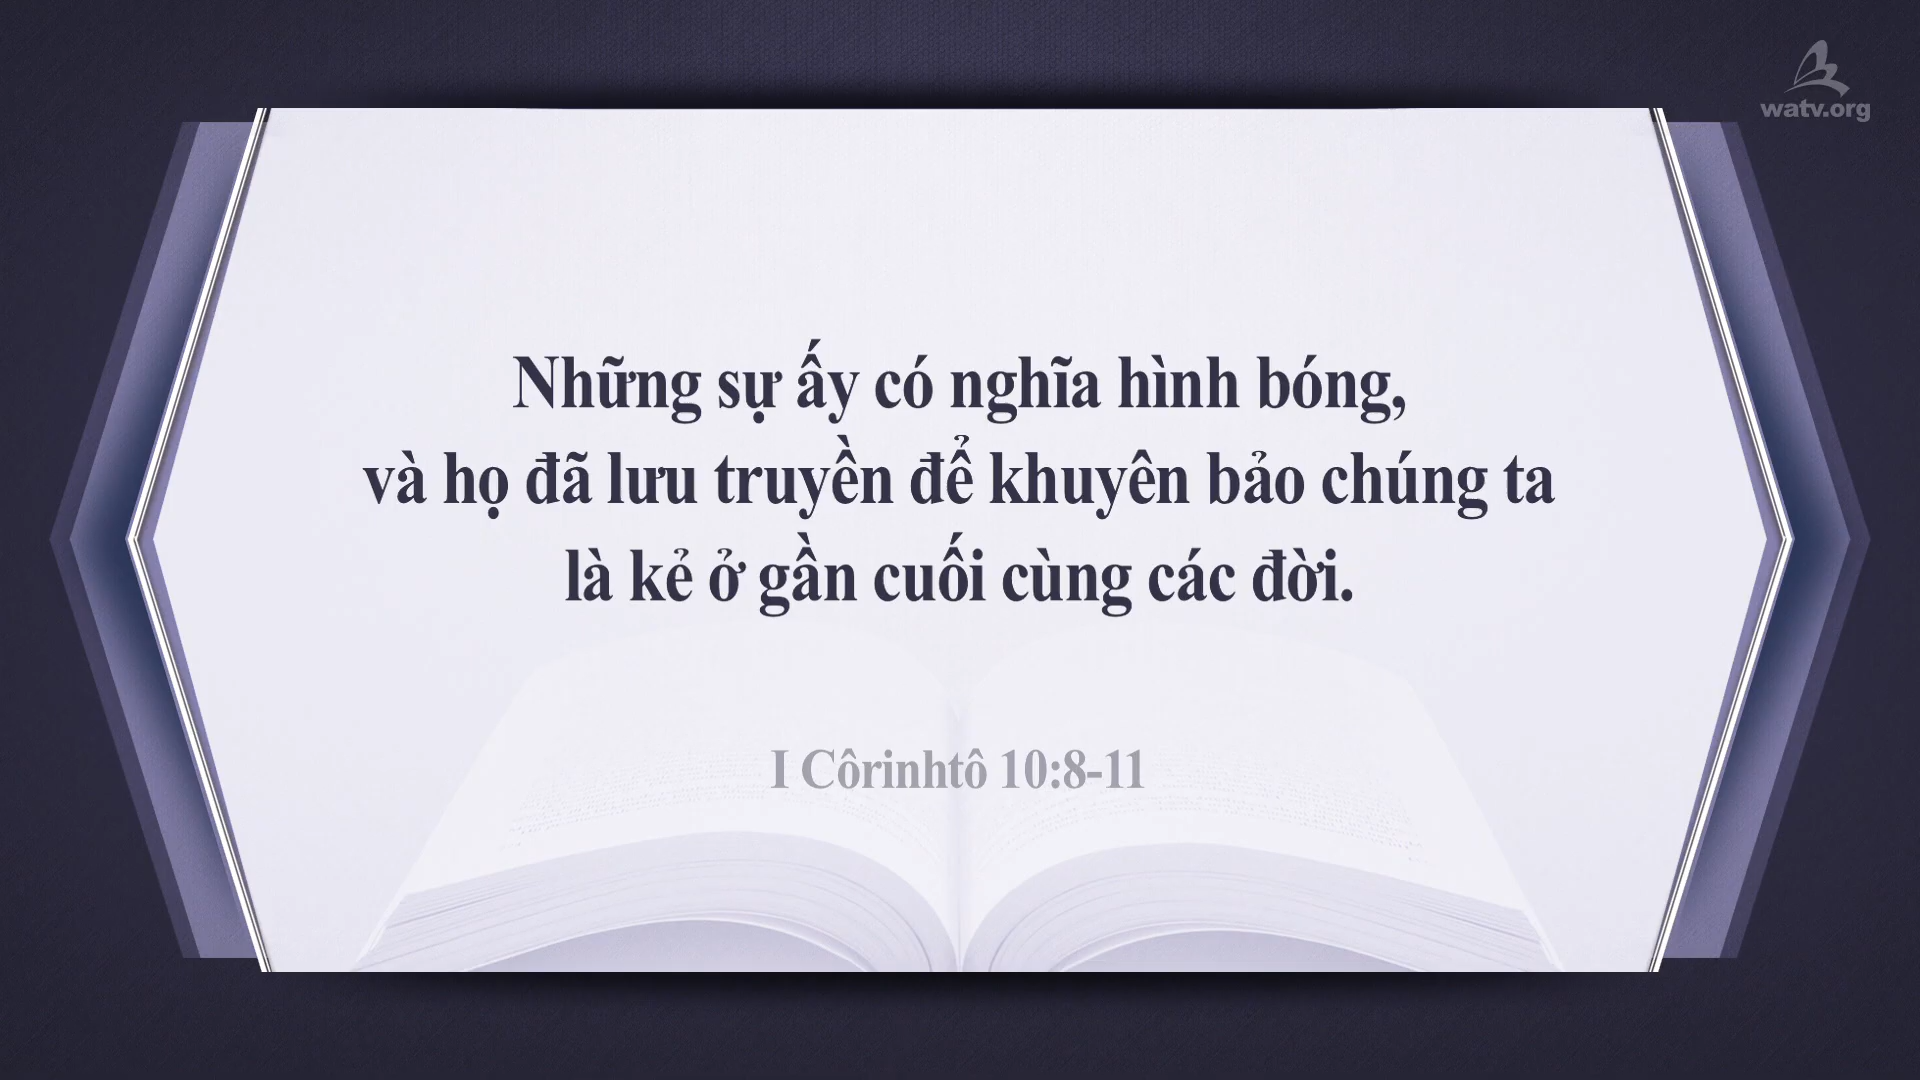 watv.org
Những sự ấy có nghĩa hình bóng,
và họ đã lưu truyền để khuyên bảo chúng ta
là kẻ ở gần cuối cùng các đời.
I Côrinhtô 10:8-11